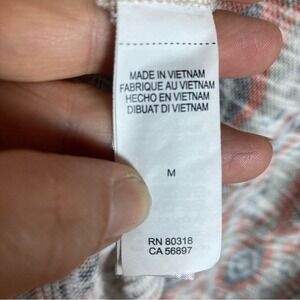 MADE IN VIETNAM
FABRIQUE AU VIETNAM
HECHO EN VIETNAM
DIBUAT DI VIETNAM
M
RN 80318
CA 56897